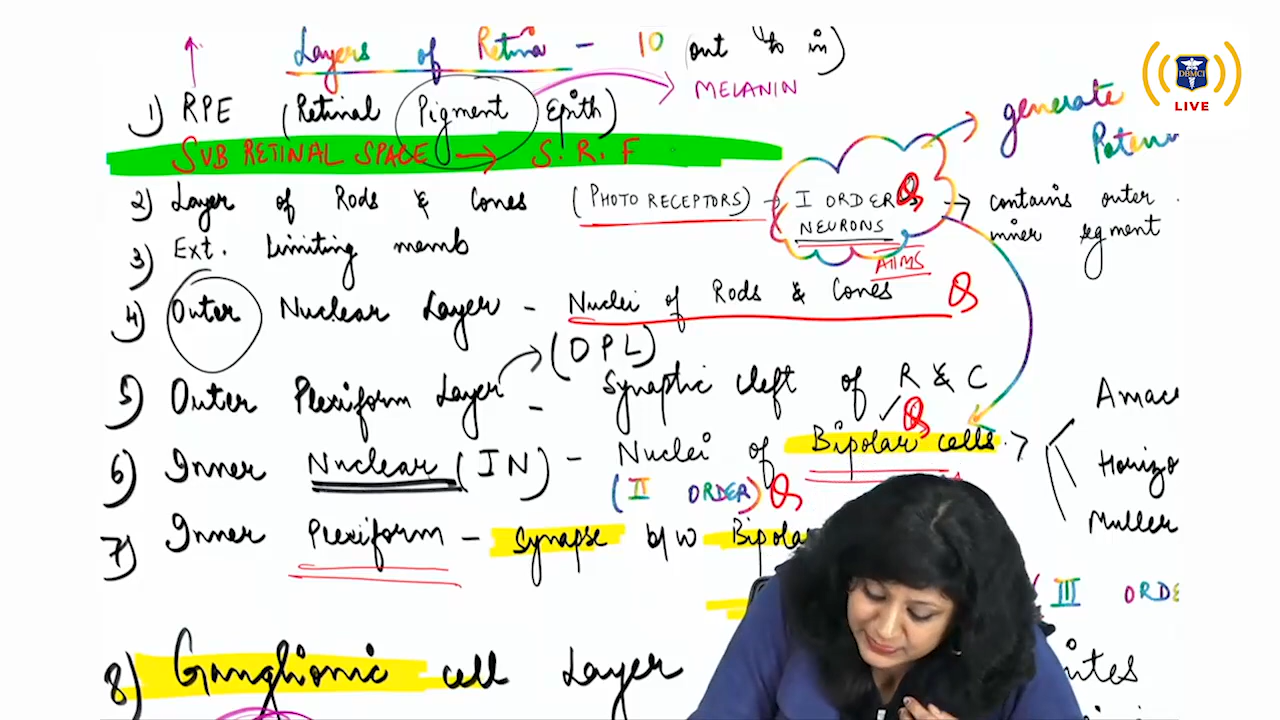 Layers of Retina - 10 (out to in)
MELANIN
1) RPE (Retinal Pigment Epith)
generate
SUB RETINAL SPACE → S.R.F
2) Layer of Rods & Cones (PHOTO RECEPTORS) → I ORDER Q NEURONS → contains outer
segment
AIIMS
3) Ext. Limiting memb
4) Outer Nuclear Layer - Nuclei of Rods & Cones Q
(OPL)
5) Outer Plexiform Layer - Synaptic cleft of R & C
6) Inner Nuclear (IN) - Nuclei of Bipolar cells Q
(II ORDER) Q
Muller
7) Inner Plexiform - Synapse b/w
III
8) Ganglionic cell Layer
DBMCI
LIVE